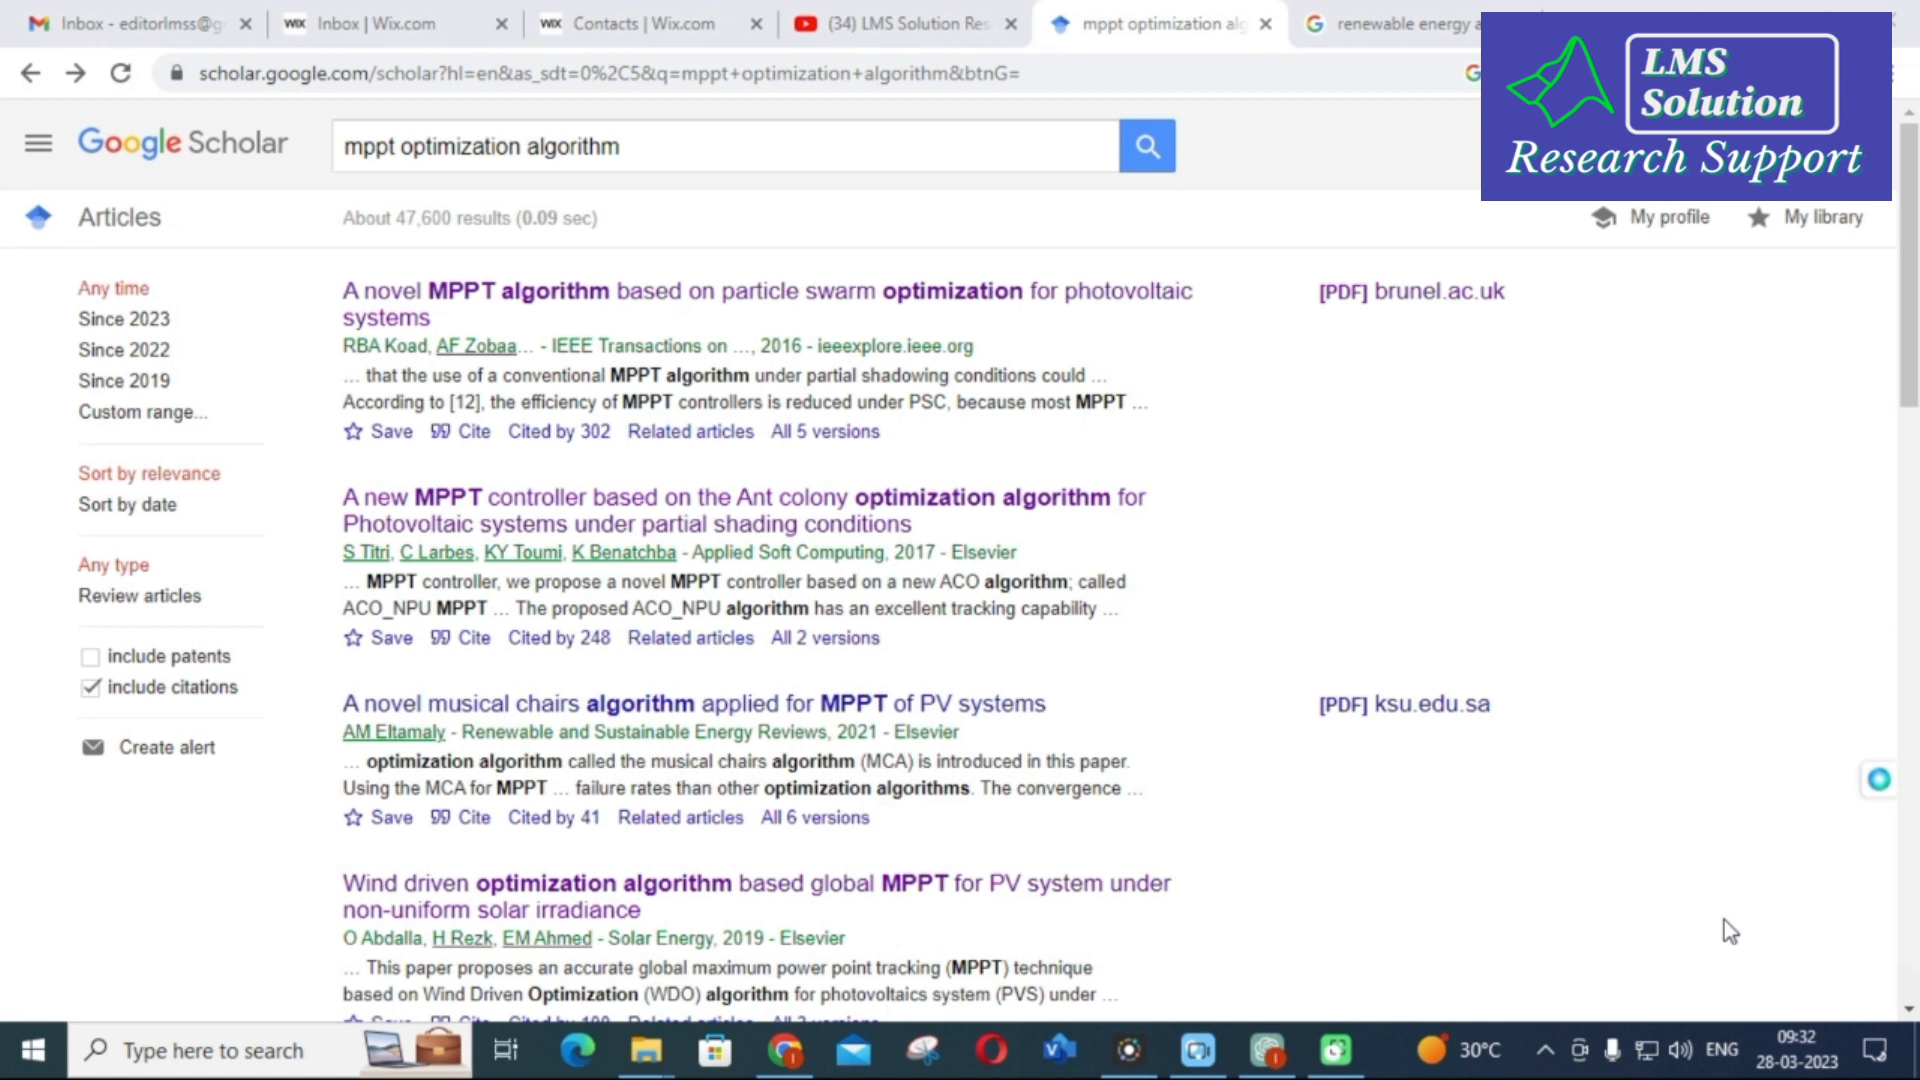 Inbox - editorlmss@g
Inbox | Wix.com
Contacts | Wix.com
(34) LMS Solution Res
mppt optimization alg
renewable energy a
scholar.google.com/scholar?hl=en&as_sdt=0%2C5&q=mppt+optimization+algorithm&btnG=
LMS
Solution
Research Support
Google Scholar
mppt optimization algorithm
Articles
About 47,600 results (0.09 sec)
My profile
My library
Any time
Since 2023
Since 2022
Since 2019
Custom range...
Sort by relevance
Sort by date
Any type
Review articles
include patents
include citations
Create alert
A novel MPPT algorithm based on particle swarm optimization for photovoltaic
systems
RBA Koad, AF Zobaa... - IEEE Transactions on ..., 2016 - ieeexplore.ieee.org
... that the use of a conventional MPPT algorithm under partial shadowing conditions could ...
According to [12], the efficiency of MPPT controllers is reduced under PSC, because most MPPT ...
Save Cite Cited by 302 Related articles All 5 versions
[PDF] brunel.ac.uk
A new MPPT controller based on the Ant colony optimization algorithm for
Photovoltaic systems under partial shading conditions
S Titri, C Larbes, KY Toumi, K Benatchba - Applied Soft Computing, 2017 - Elsevier
... MPPT controller, we propose a novel MPPT controller based on a new ACO algorithm; called
ACO_NPU MPPT ... The proposed ACO_NPU algorithm has an excellent tracking capability ...
Save Cite Cited by 248 Related articles All 2 versions
A novel musical chairs algorithm applied for MPPT of PV systems
AM Eltamaly - Renewable and Sustainable Energy Reviews, 2021 - Elsevier
... optimization algorithm called the musical chairs algorithm (MCA) is introduced in this paper.
Using the MCA for MPPT ... failure rates than other optimization algorithms. The convergence ...
Save Cite Cited by 41 Related articles All 6 versions
[PDF] ksu.edu.sa
Wind driven optimization algorithm based global MPPT for PV system under
non-uniform solar irradiance
O Abdalla, H Rezk, EM Ahmed - Solar Energy, 2019 - Elsevier
... This paper proposes an accurate global maximum power point tracking (MPPT) technique
based on Wind Driven Optimization (WDO) algorithm for photovoltaics system (PVS) under ...
Type here to search
30°C
ENG
09:32
28-03-2023